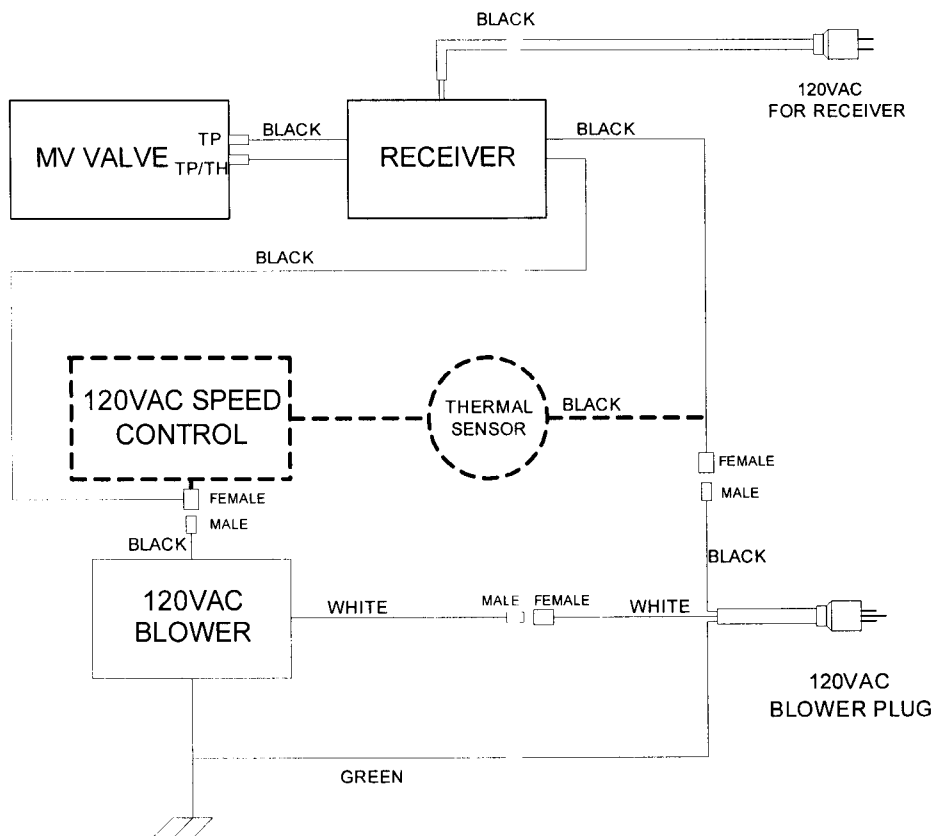 BLACK
120VAC
FOR RECEIVER
MV VALVE
TP
TP/TH
BLACK
RECEIVER
BLACK
BLACK
120VAC SPEED
CONTROL
THERMAL
SENSOR
BLACK
FEMALE
MALE
FEMALE
MALE
BLACK
BLACK
120VAC
BLOWER
WHITE
MALE
FEMALE
WHITE
120VAC
BLOWER PLUG
GREEN